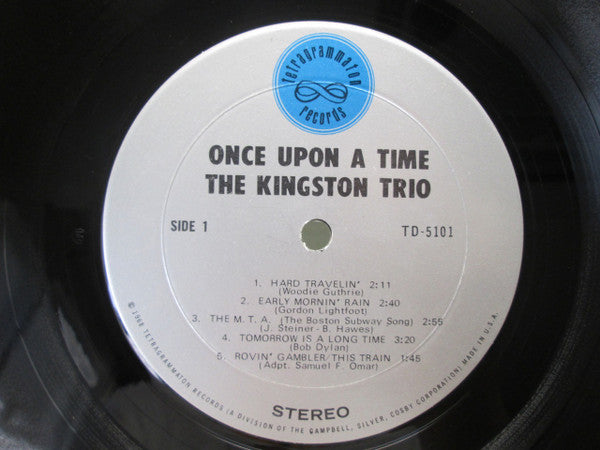 tetragrammaton
records
ONCE UPON A TIME
THE KINGSTON TRIO
SIDE 1
TD-5101
1. HARD TRAVELIN' 2:11
(Woodie Guthrie)
2. EARLY MORNIN' RAIN 2:40
(Gordon Lightfoot)
3. THE M.T.A. (The Boston Subway Song) 2:55
(J. Steiner - B. Hawes)
4. TOMORROW IS A LONG TIME 3:20
(Bob Dylan)
5. ROVIN' GAMBLER/THIS TRAIN 1:45
(Adpt. Samuel F. Omar)
STEREO
© 1968 TETRAGRAMMATON RECORDS (A DIVISION OF THE CAMPBELL, SILVER, COSBY CORPORATION) MADE IN U.S.A.